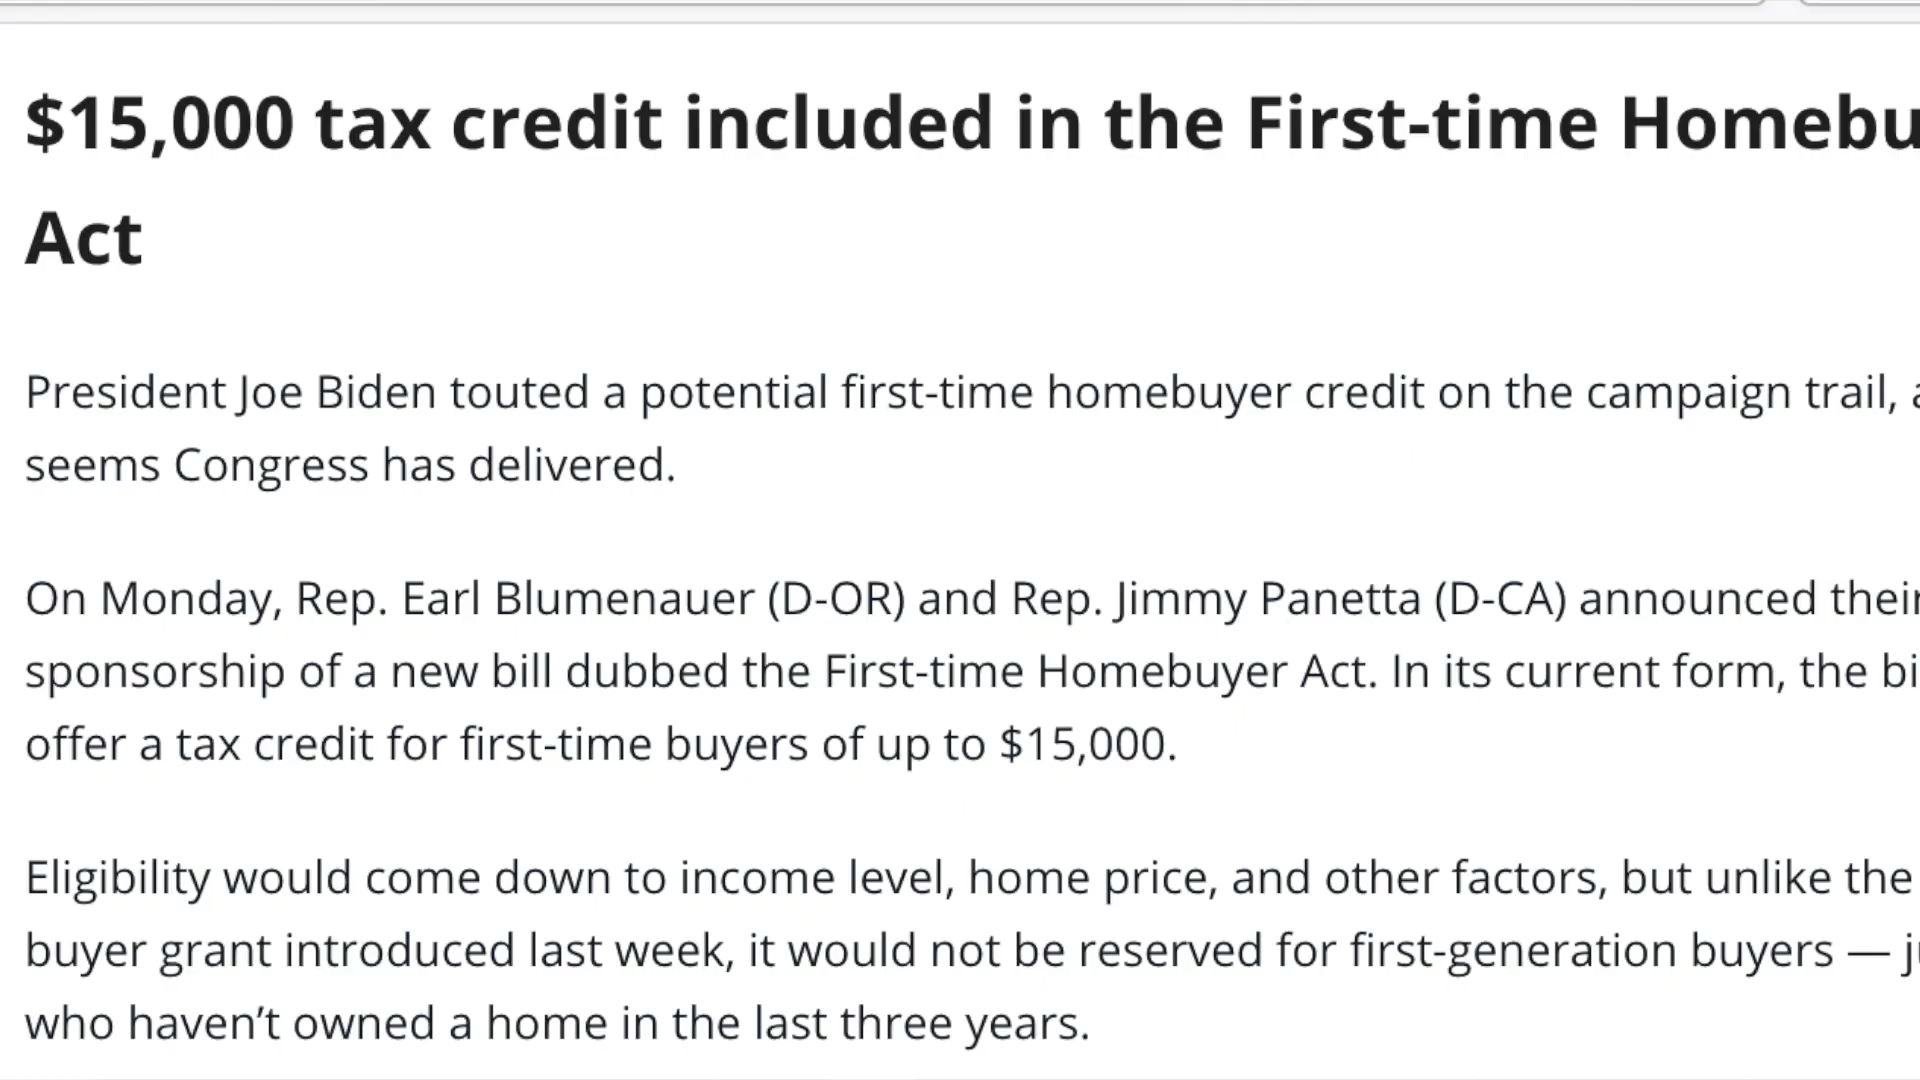 $15,000 tax credit included in the First-time Homebu
Act
President Joe Biden touted a potential first-time homebuyer credit on the campaign trail,
seems Congress has delivered.
On Monday, Rep. Earl Blumenauer (D-OR) and Rep. Jimmy Panetta (D-CA) announced their
sponsorship of a new bill dubbed the First-time Homebuyer Act. In its current form, the bi
offer a tax credit for first-time buyers of up to $15,000.
Eligibility would come down to income level, home price, and other factors, but unlike the
buyer grant introduced last week, it would not be reserved for first-generation buyers —
who haven’t owned a home in the last three years.